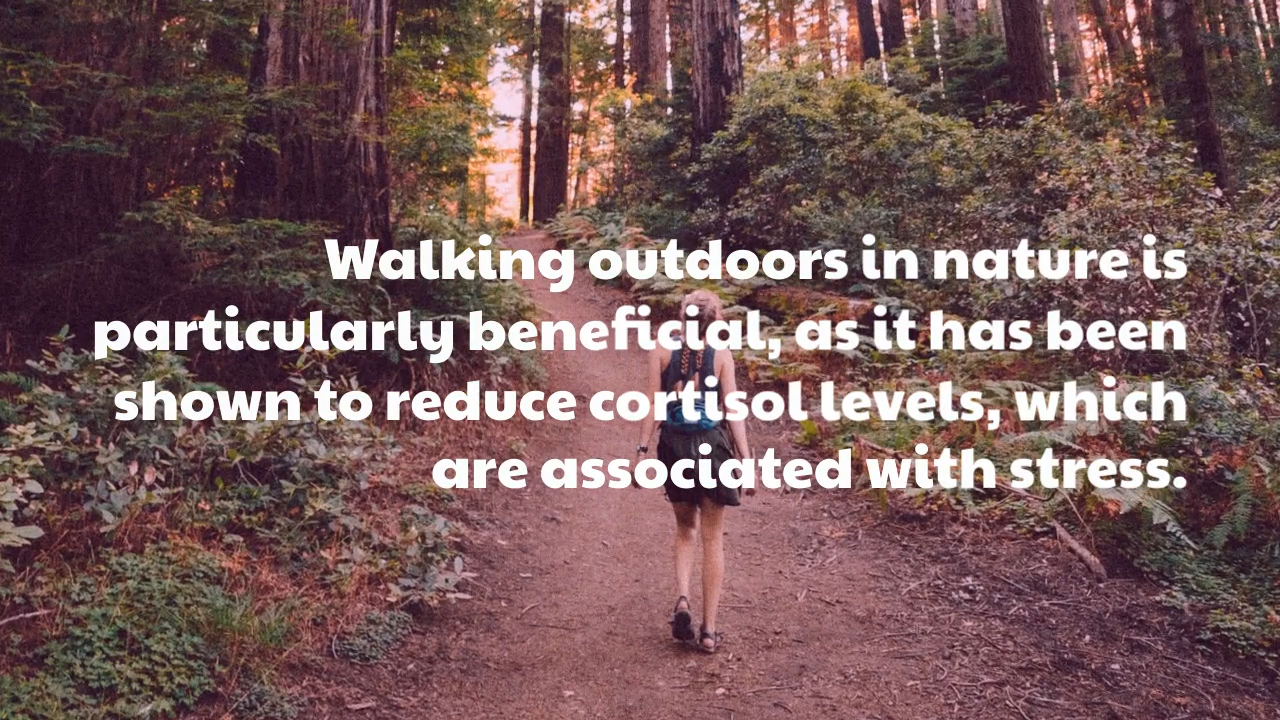 Walking outdoors in nature is
particularly beneficial, as it has been
shown to reduce cortisol levels, which
are associated with stress.